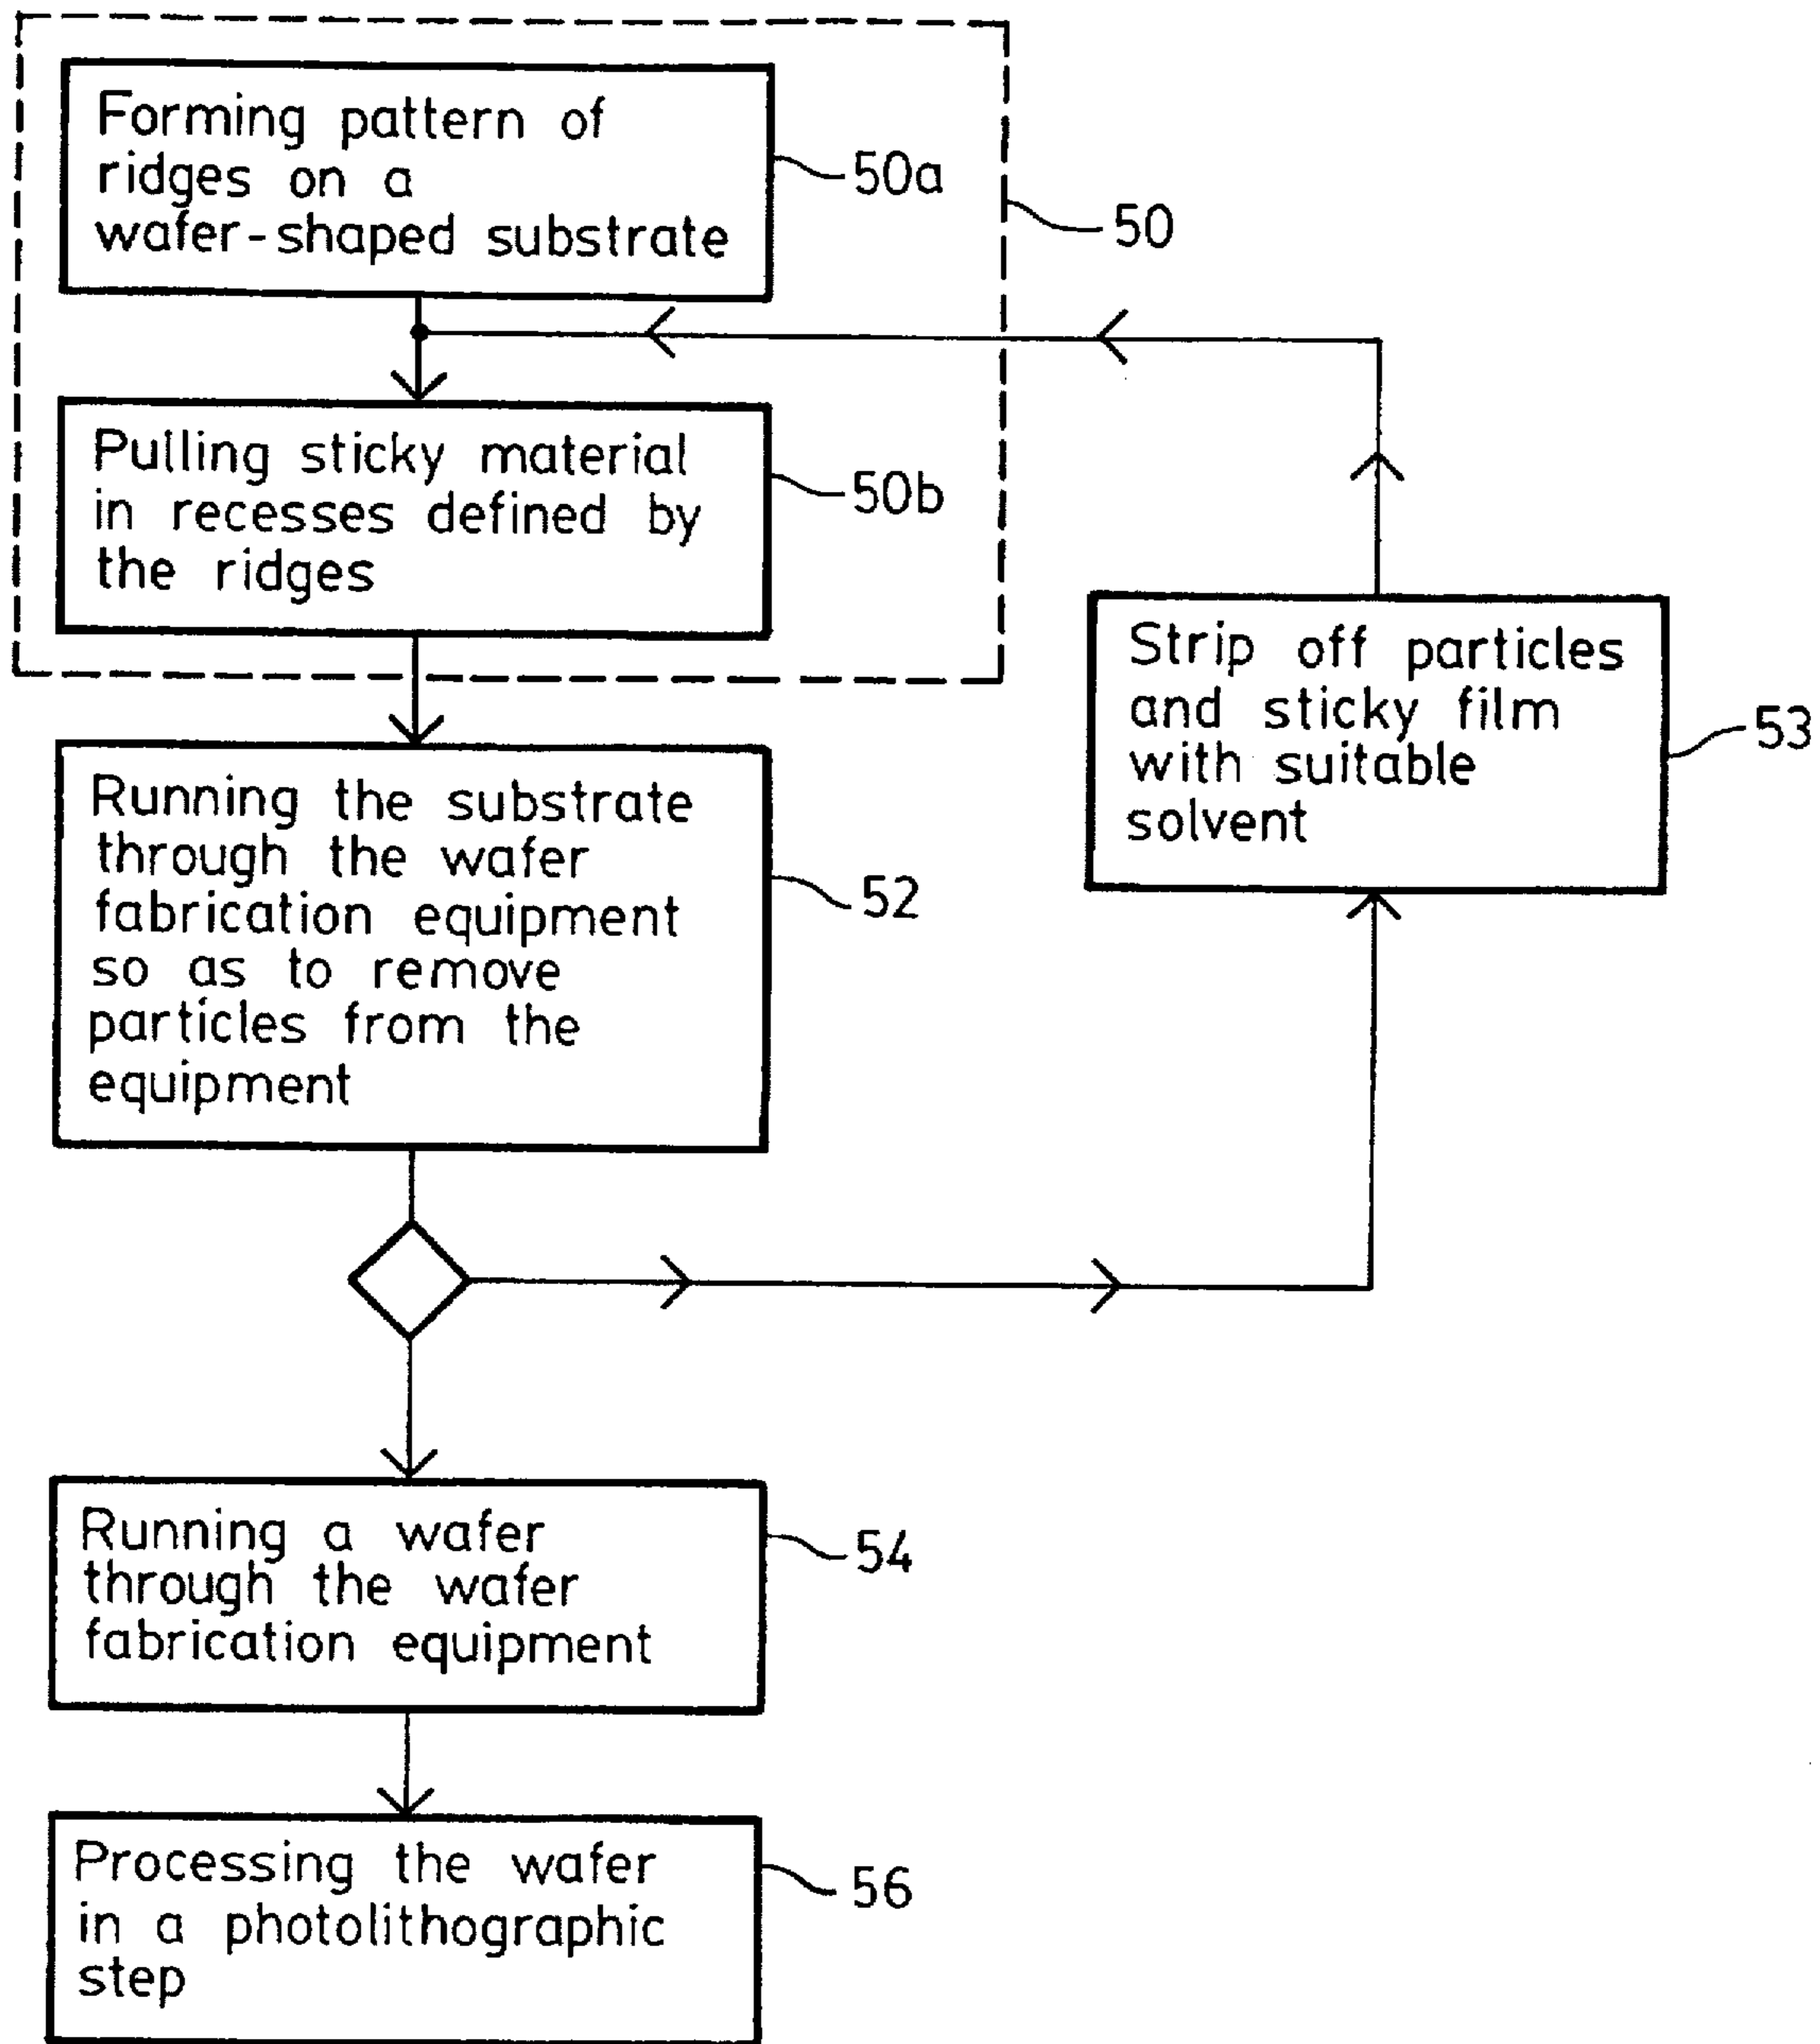 Forming pattern of
ridges on a
wafer-shaped substrate
50a
50
Pulling sticky material
in recesses defined by
the ridges
50b
Strip off particles
and sticky film
with suitable
solvent
53
Running the substrate
through the wafer
fabrication equipment
so as to remove
particles from the
equipment
52
Running a wafer
through the wafer
fabrication equipment
54
Processing the wafer
in a photolithographic
step
56